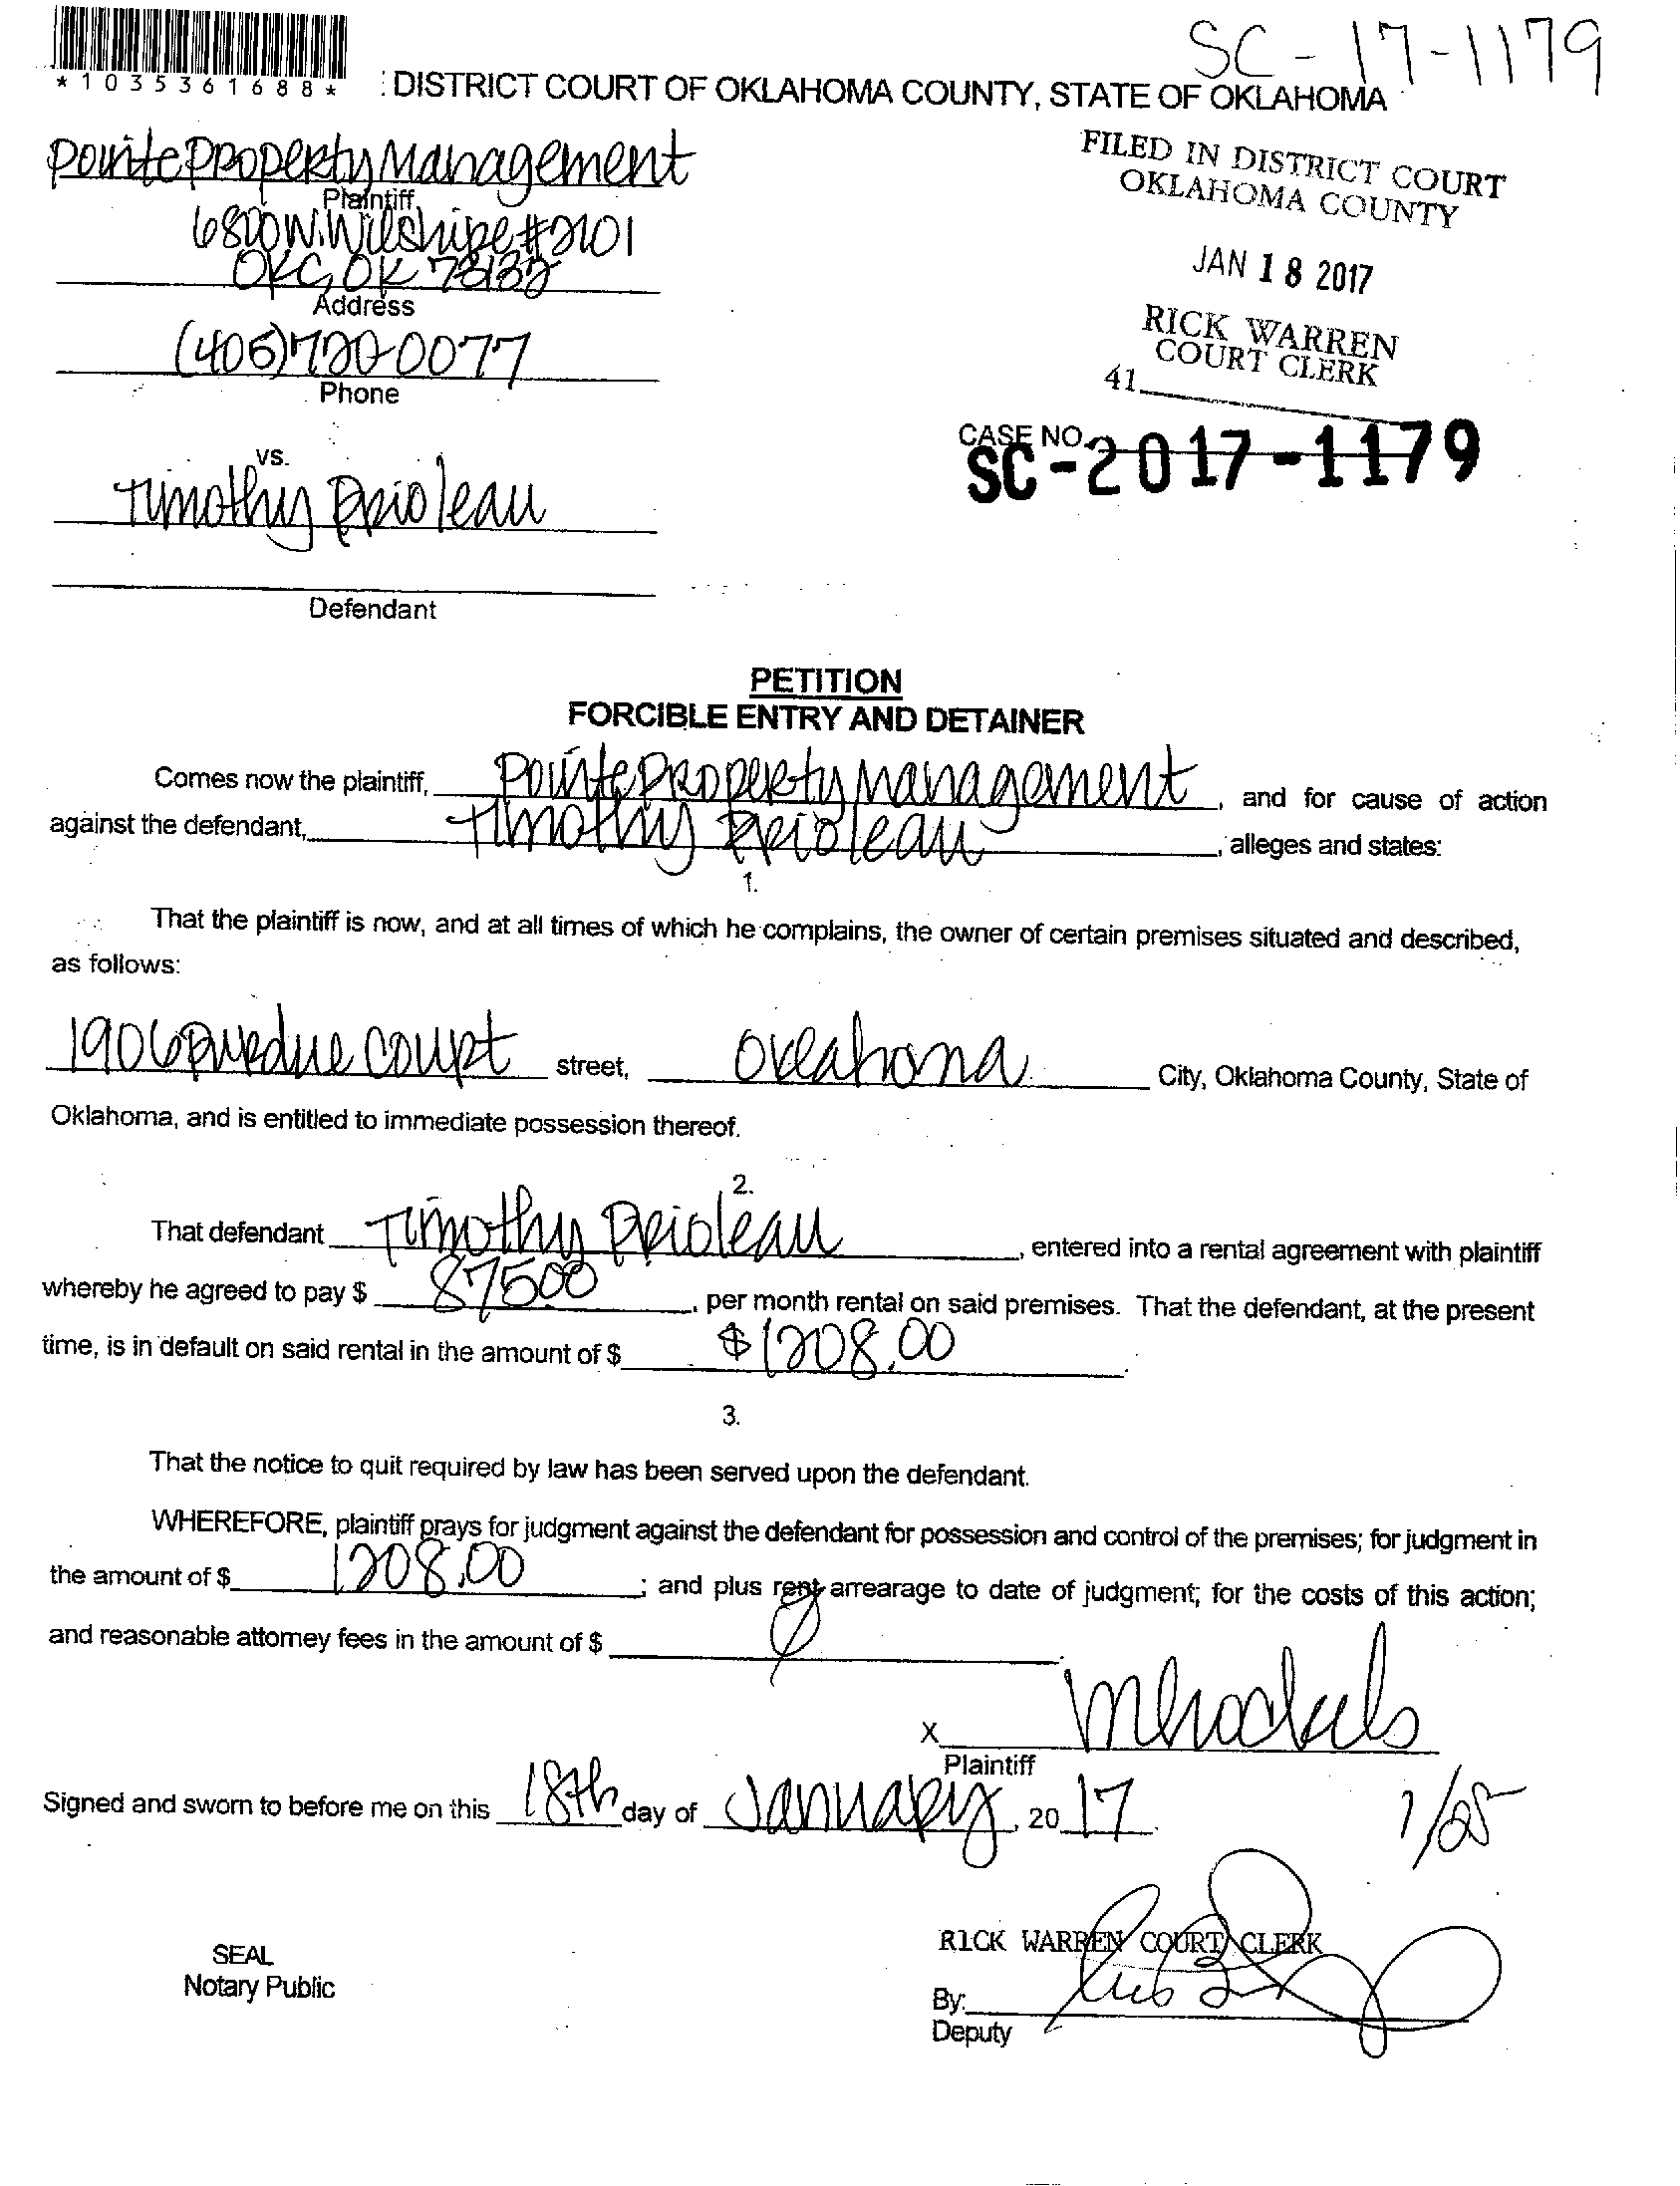 SC-17-1179
*1035361688*
DISTRICT COURT OF OKLAHOMA COUNTY, STATE OF OKLAHOMA
Pointe Property Management
Plaintiff
6800 W. Wilshire #2101
OKC, OK 73132
Address
(405)720-0077
Phone
FILED IN DISTRICT COURT
OKLAHOMA COUNTY
JAN 18 2017
RICK WARREN
COURT CLERK
41
CASE NO.
SC-2017-1179
vs.
Timothy Prioleau
Defendant
PETITION
FORCIBLE ENTRY AND DETAINER
Comes now the plaintiff, Pointe Property Management, and for cause of action
against the defendant, Timothy Prioleau, alleges and states:
1.
That the plaintiff is now, and at all times of which he complains, the owner of certain premises situated and described,
as follows:
1906 Purdue Court street, Oklahoma City, Oklahoma County, State of
Oklahoma, and is entitled to immediate possession thereof.
2.
That defendant Timothy Prioleau, entered into a rental agreement with plaintiff
whereby he agreed to pay $ 875.00, per month rental on said premises. That the defendant, at the present
time, is in default on said rental in the amount of $ $1208.00.
3.
That the notice to quit required by law has been served upon the defendant.
WHEREFORE, plaintiff prays for judgment against the defendant for possession and control of the premises; for judgment in
the amount of $ 1208.00; and plus rent arrearage to date of judgment; for the costs of this action;
and reasonable attorney fees in the amount of $
X
Plaintiff
Signed and sworn to before me on this 18th day of January, 2017.
1/25
SEAL
Notary Public
RICK WARREN COURT CLERK
By:
Deputy